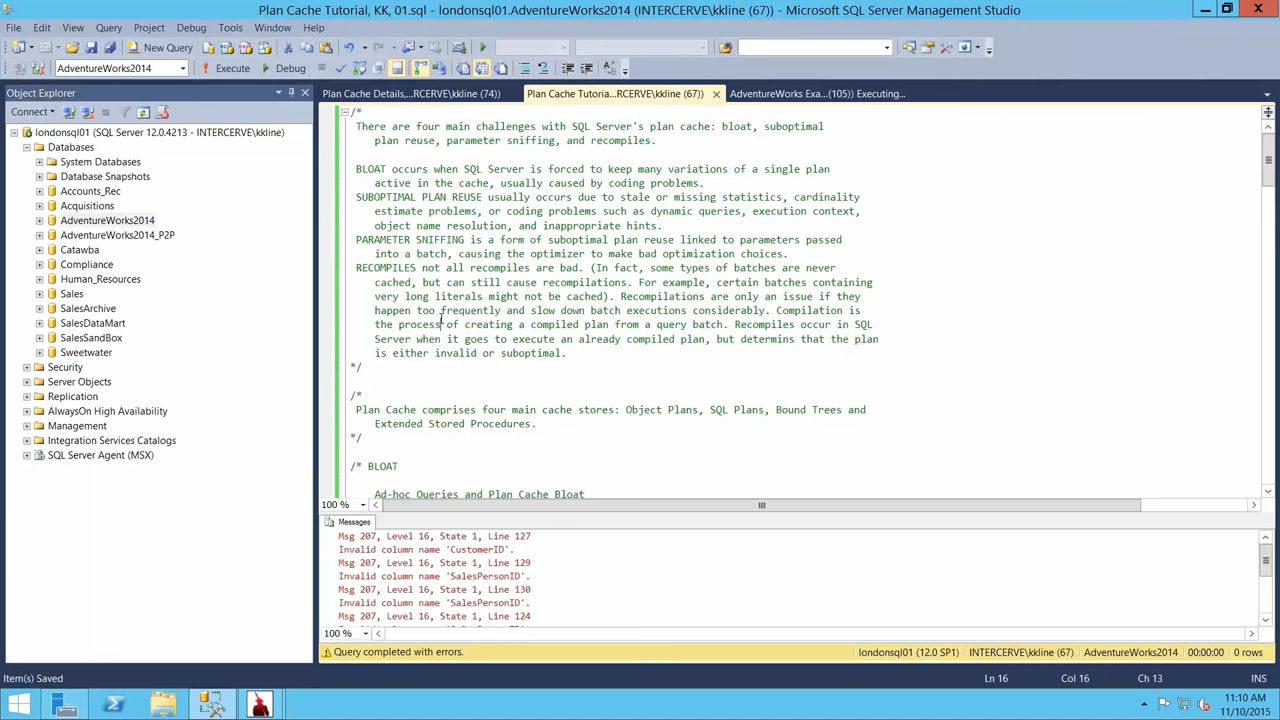 Plan Cache Tutorial, KK, 01.sql - londonsql01.AdventureWorks2014 (INTERCERVE\kkline (67)) - Microsoft SQL Server Management Studio
File Edit View Query Project Debug Tools Window Help
New Query
AdventureWorks2014 Execute Debug
Object Explorer
Connect
londonsql01 (SQL Server 12.0.4213 - INTERCERVE\kkline)
Databases
System Databases
Database Snapshots
Accounts_Rec
Acquisitions
AdventureWorks2014
AdventureWorks2014_P2P
Catawba
Compliance
Human_Resources
Sales
SalesArchive
SalesDataMart
SalesSandBox
Sweetwater
Security
Server Objects
Replication
AlwaysOn High Availability
Management
Integration Services Catalogs
SQL Server Agent (MSX)
Plan Cache Details,...RCERVE\kkline (74)) Plan Cache Tutoria...RCERVE\kkline (67)) AdventureWorks Exa...(105)) Executing...
/*
There are four main challenges with SQL Server's plan cache: bloat, suboptimal
plan reuse, parameter sniffing, and recompiles.
BLOAT occurs when SQL Server is forced to keep many variations of a single plan
active in the cache, usually caused by coding problems.
SUBOPTIMAL PLAN REUSE usually occurs due to stale or missing statistics, cardinality
estimate problems, or coding problems such as dynamic queries, execution context,
object name resolution, and inappropriate hints.
PARAMETER SNIFFING is a form of suboptimal plan reuse linked to parameters passed
into a batch, causing the optimizer to make bad optimization choices.
RECOMPILES not all recompiles are bad. (In fact, some types of batches are never
cached, but can still cause recompilations. For example, certain batches containing
very long literals might not be cached). Recompilations are only an issue if they
happen too frequently and slow down batch executions considerably. Compilation is
the process of creating a compiled plan from a query batch. Recompiles occur in SQL
Server when it goes to execute an already compiled plan, but determins that the plan
is either invalid or suboptimal.
*/
/*
Plan Cache comprises four main cache stores: Object Plans, SQL Plans, Bound Trees and
Extended Stored Procedures.
*/
/* BLOAT
Ad-hoc Queries and Plan Cache Bloat
100 %
Messages
Msg 207, Level 16, State 1, Line 127
Invalid column name 'CustomerID'.
Msg 207, Level 16, State 1, Line 129
Invalid column name 'SalesPersonID'.
Msg 207, Level 16, State 1, Line 130
Invalid column name 'SalesPersonID'.
Msg 207, Level 16, State 1, Line 124
100 %
Query completed with errors. londonsql01 (12.0 SP1) INTERCERVE\kkline (67) AdventureWorks2014 00:00:00 0 rows
Item(s) Saved Ln 16 Col 16 Ch 13 INS
11:10 AM
11/10/2015